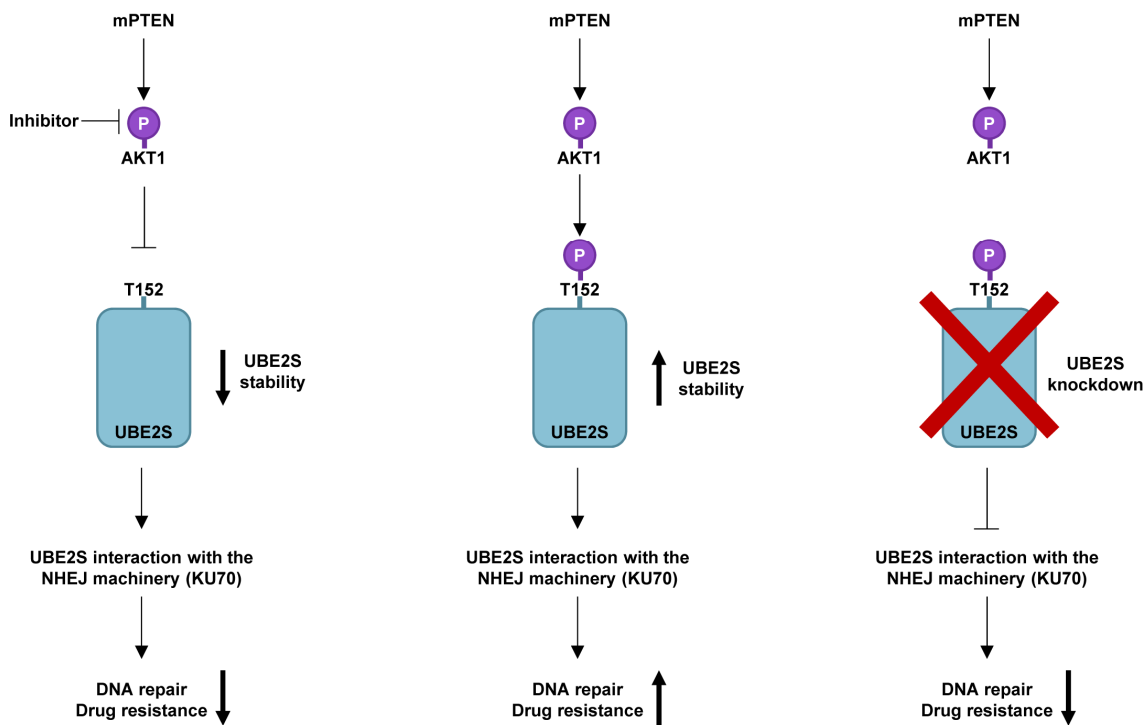 mPTEN
Inhibitor
P
AKT1
T152
UBE2S
UBE2S
stability
UBE2S interaction with the
NHEJ machinery (KU70)
DNA repair
Drug resistance
mPTEN
P
AKT1
P
T152
UBE2S
UBE2S
stability
UBE2S interaction with the
NHEJ machinery (KU70)
DNA repair
Drug resistance
mPTEN
P
AKT1
P
T152
UBE2S
UBE2S
knockdown
UBE2S interaction with the
NHEJ machinery (KU70)
DNA repair
Drug resistance